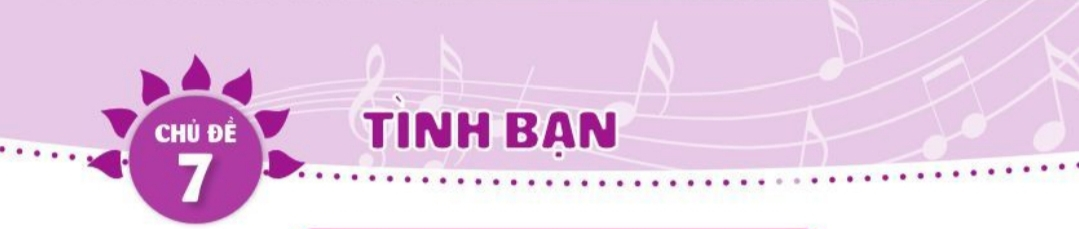 CHỦ ĐỀ
7
TÌNH BẠN